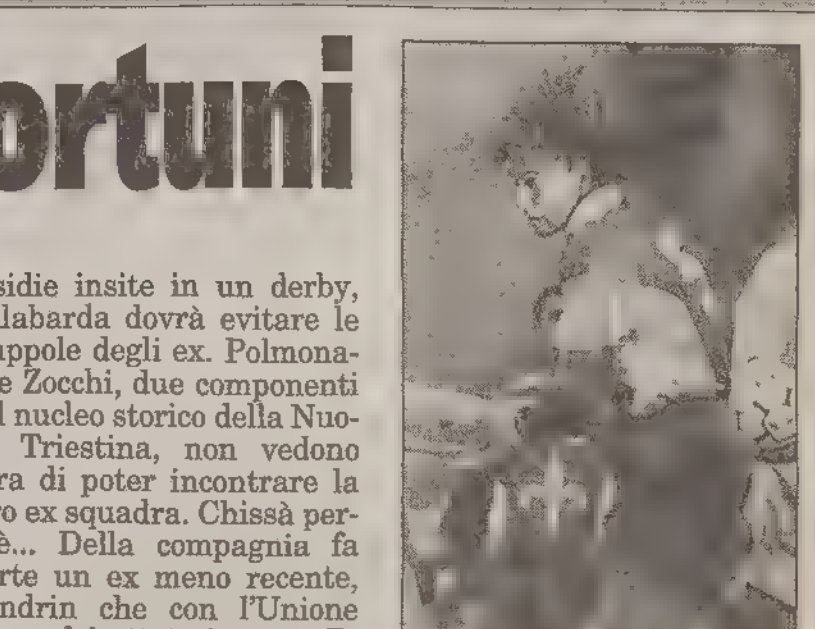 ortuni
sidie insite in un derby,
labarda dovrà evitare le
appole degli ex. Polmona-
e Zocchi, due componenti
l nucleo storico della Nuo-
Triestina, non vedono
ra di poter incontrare la
ro ex squadra. Chissà per-
è... Della compagnia fa
rte un ex meno recente,
ndrin che con l'Unione